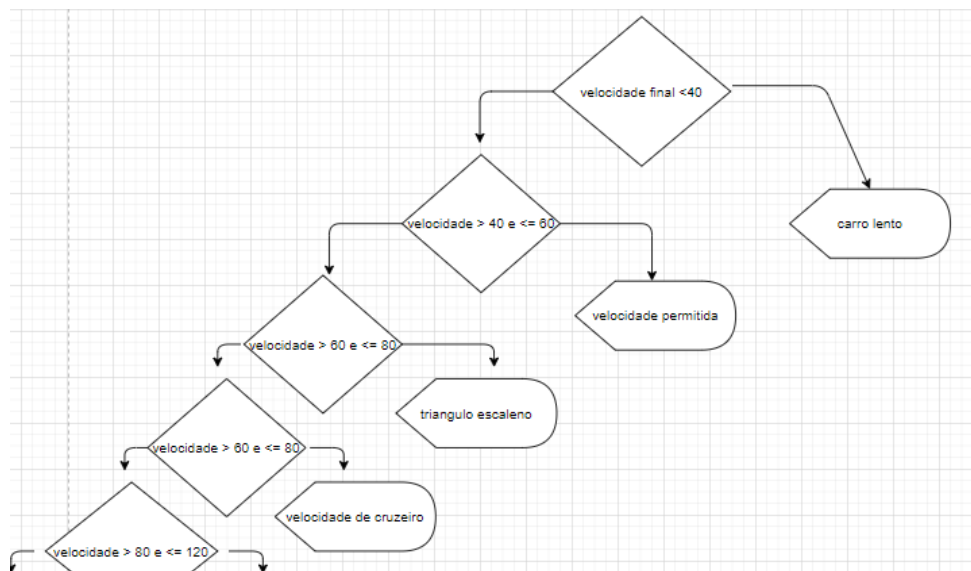 velocidade final <40
velocidade > 40 e <= 60
carro lento
velocidade permitida
velocidade > 60 e <= 80
triangulo escaleno
velocidade > 60 e <= 80
velocidade de cruzeiro
velocidade > 80 e <= 120